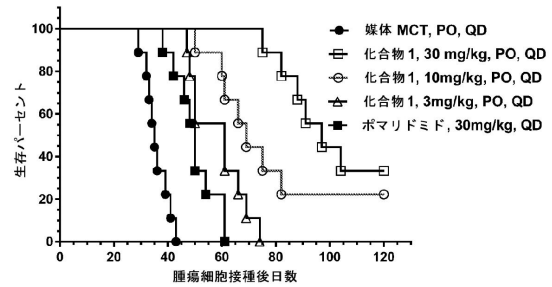 100
80
60
40
20
0
生存パーセント
0
20
40
60
80
100
120
腫瘍細胞接種後日数
媒体 MCT, PO, QD
化合物 1, 30 mg/kg, PO, QD
化合物 1, 10mg/kg, PO, QD
化合物 1, 3mg/kg, PO, QD
ポマリドミド, 30mg/kg, QD